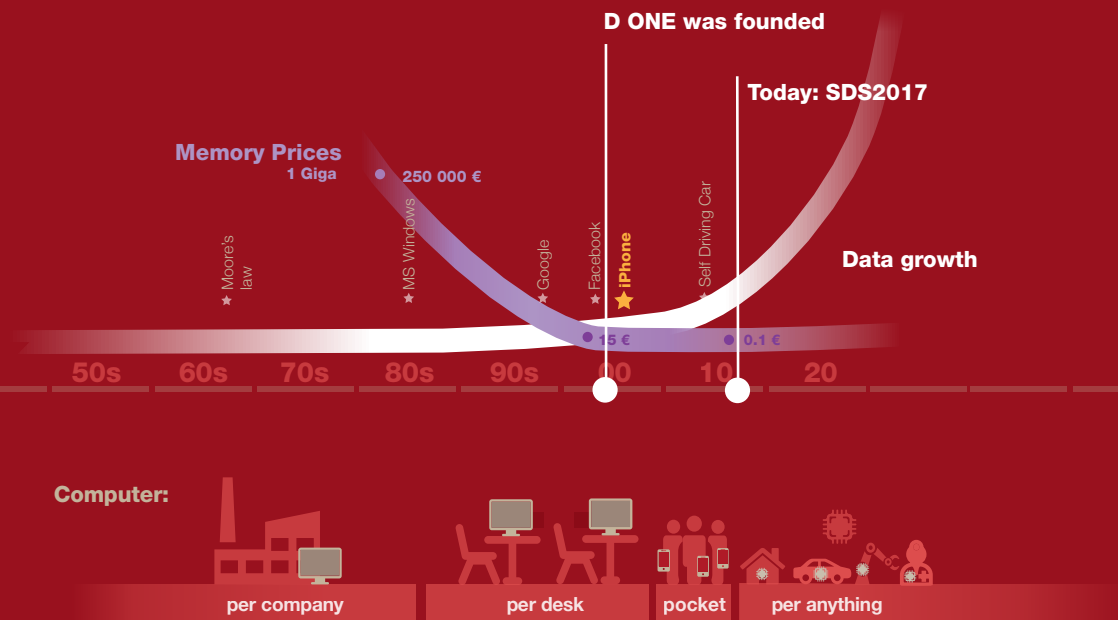 D ONE was founded
Today: SDS2017
Memory Prices
1 Giga
250 000 €
Moore's
law
MS Windows
Google
Facebook
iPhone
Self Driving Car
Data growth
15 €
0.1 €
50s
60s
70s
80s
90s
00
10
20
Computer:
per company
per desk
pocket
per anything